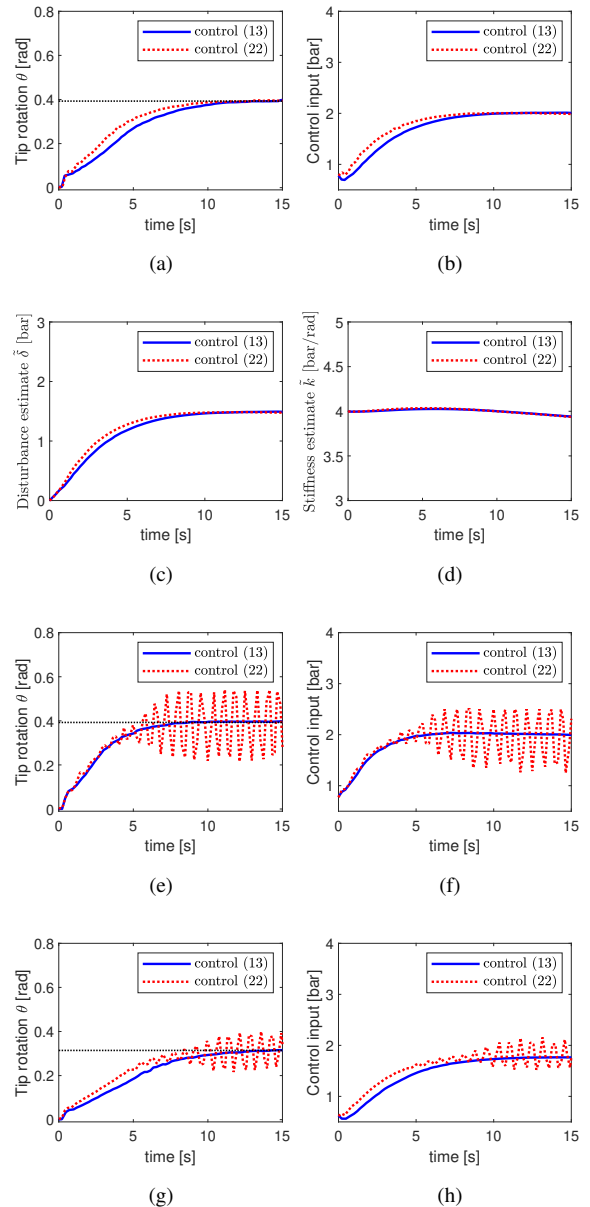 control (13)
control (22)
Tip rotation θ [rad]
0.8
0.4
0.2
0
0
5
10
15
time [s]
(a)
control (13)
control (22)
Control input [bar]
4
3
2
1
0
5
10
15
time [s]
(b)
control (13)
control (22)
Disturbance estimate δ̃ [bar]
3
2
1
0
0
5
10
15
time [s]
(c)
control (13)
control (22)
Stiffness estimate k̃ [bar/rad]
5
4.5
4
3.5
3
0
5
10
15
time [s]
(d)
control (13)
control (22)
Tip rotation θ [rad]
0.8
0.6
0.4
0.2
0
0
5
10
15
time [s]
(e)
control (13)
control (22)
Control input [bar]
4
3
2
1
0
5
10
15
time [s]
(f)
control (13)
control (22)
Tip rotation θ [rad]
0.8
0.6
0.4
0.2
0
0
5
10
15
time [s]
(g)
control (13)
control (22)
Control input [bar]
4
3
2
1
0
5
10
15
time [s]
(h)